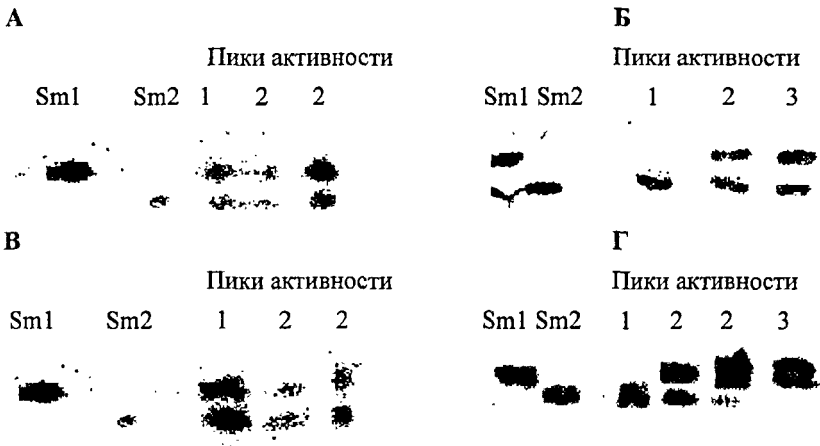 А
Пики активности
Sm1 Sm2 1 2 2
Б
Пики активности
Sm1 Sm2 1 2 3
В
Пики активности
Sm1 Sm2 1 2 2
Г
Пики активности
Sm1 Sm2 1 2 2 3